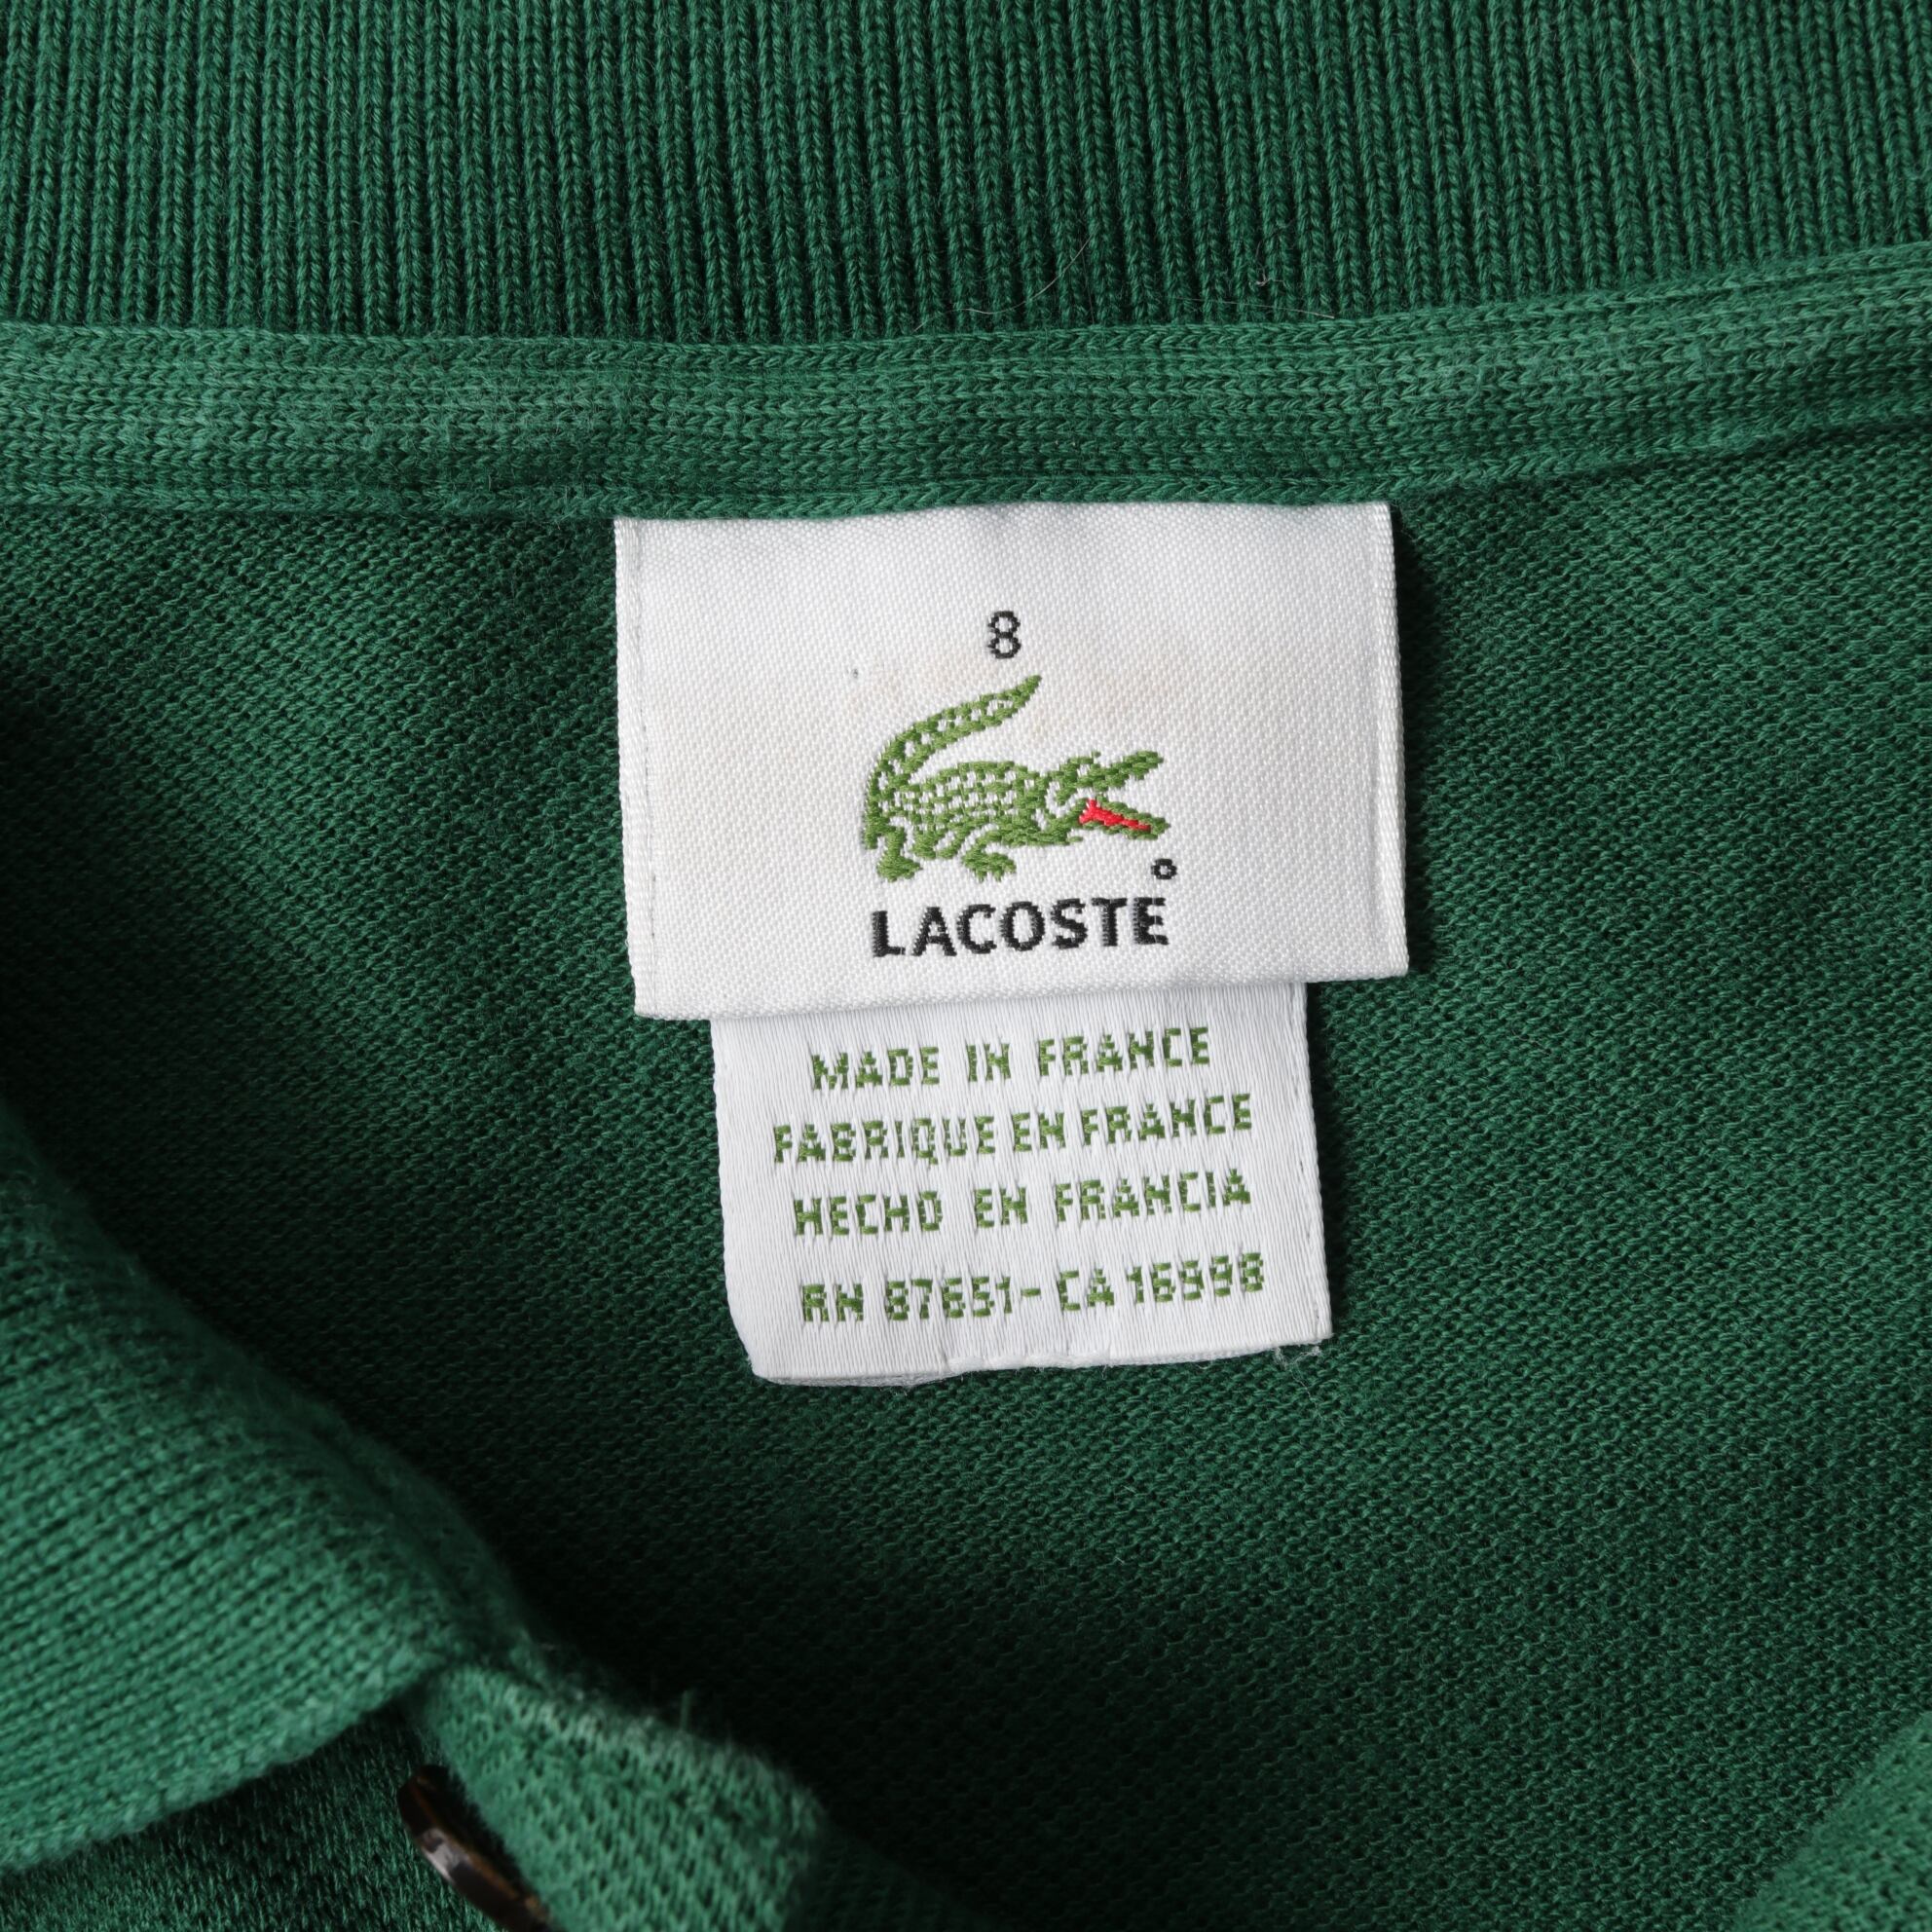 8
LACOSTE
MADE IN FRANCE
FABRIQUE EN FRANCE
HECHO EN FRANCIA
RN 87651-CA 16998